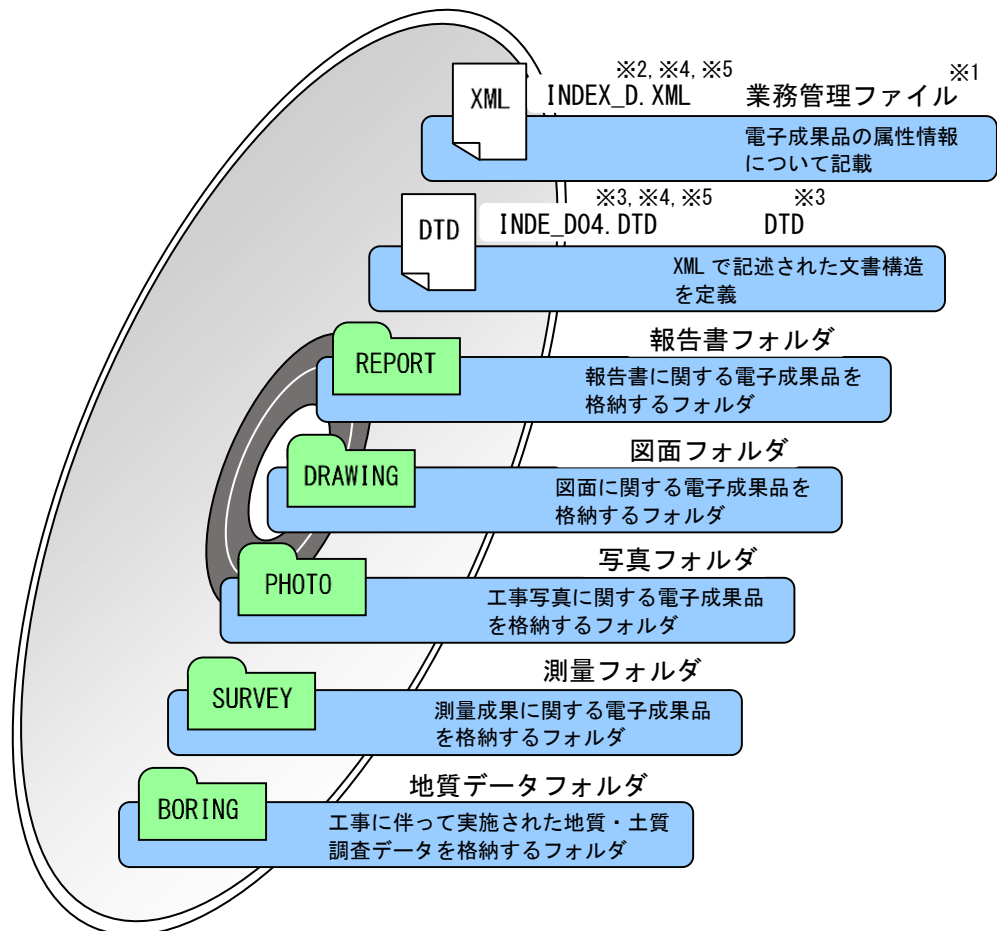 ※2, ※4, ※5 ※1
XML INDEX_D.XML 業務管理ファイル
電子成果品の属性情報
について記載
※3, ※4, ※5 ※3
DTD INDE_D04.DTD DTD
XML で記述された文書構造
を定義
報告書フォルダ
REPORT
報告書に関する電子成果品を
格納するフォルダ
図面フォルダ
DRAWING
図面に関する電子成果品を
格納するフォルダ
写真フォルダ
PHOTO
工事写真に関する電子成果品
を格納するフォルダ
測量フォルダ
SURVEY
測量成果に関する電子成果品
を格納するフォルダ
地質データフォルダ
BORING
工事に伴って実施された地質・土質
調査データを格納するフォルダ